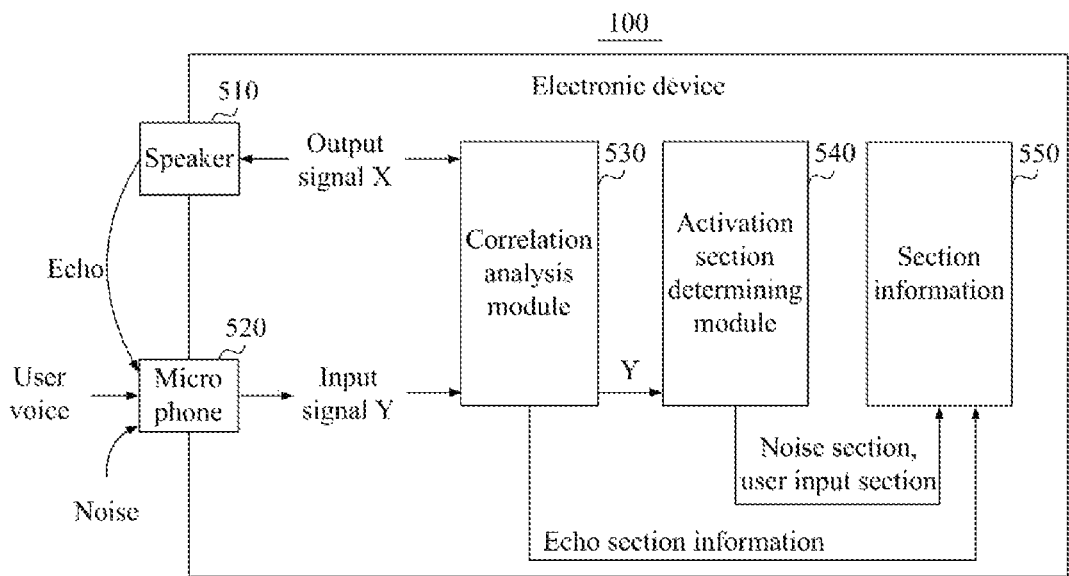 100
Electronic device
510
Speaker
Output
signal X
530
540
550
Correlation
analysis
module
Activation
section
determining
module
Section
information
Echo
520
User
voice
Micro
phone
Input
signal Y
Y
Noise
Noise section,
user input section
Echo section information